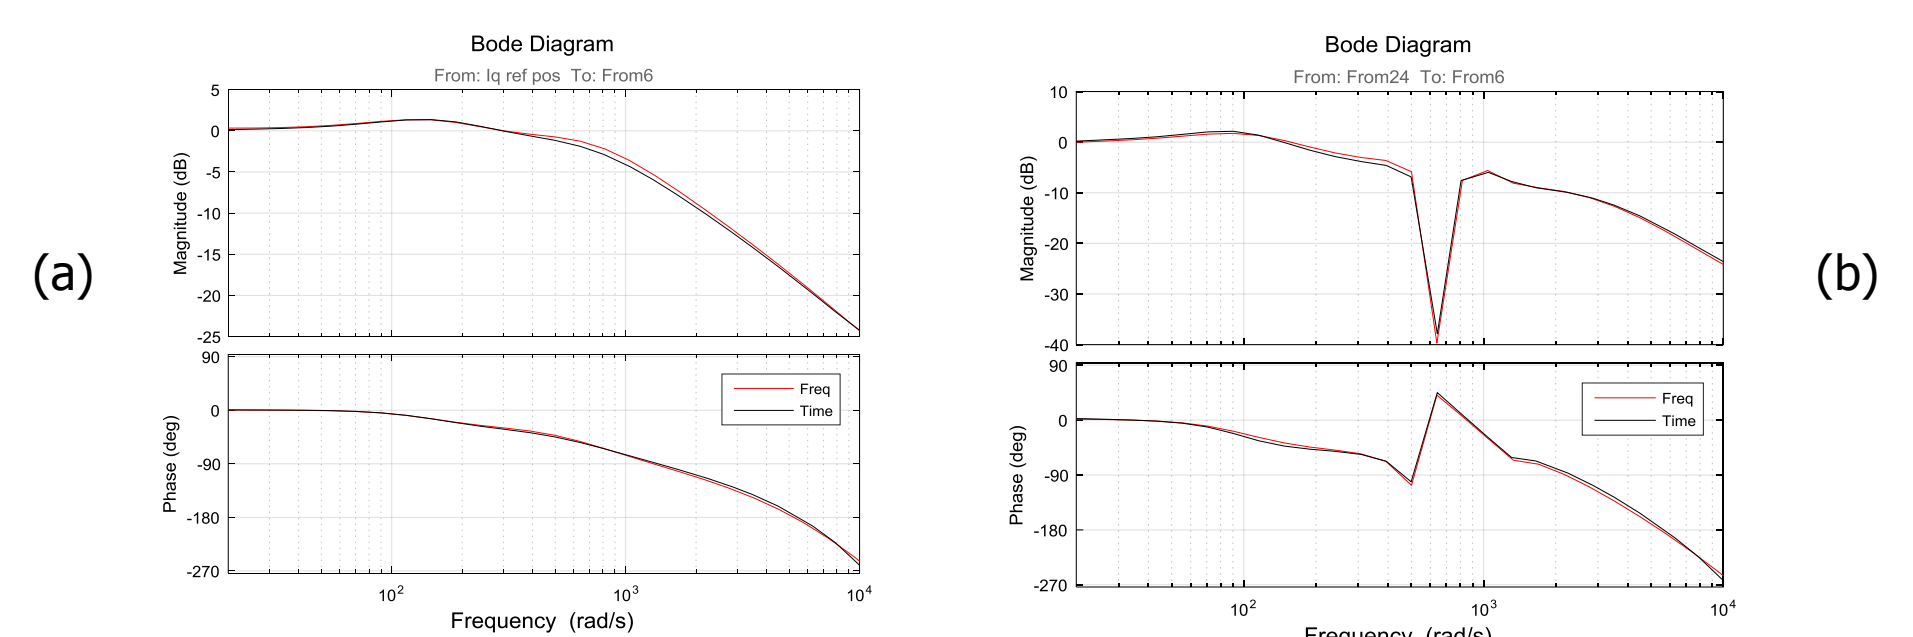 (a)
Bode Diagram
From: Iq ref pos To: From6
Magnitude (dB)
5
0
-5
-10
-15
-20
-25
Phase (deg)
90
0
-90
-180
-270
Freq
Time
10^2
10^3
10^4
Frequency (rad/s)
Bode Diagram
From: From24 To: From6
Magnitude (dB)
10
0
-10
-20
-30
-40
Phase (deg)
90
0
-90
-180
-270
Freq
Time
10^2
10^3
10^4
Frequency (rad/s)
(b)